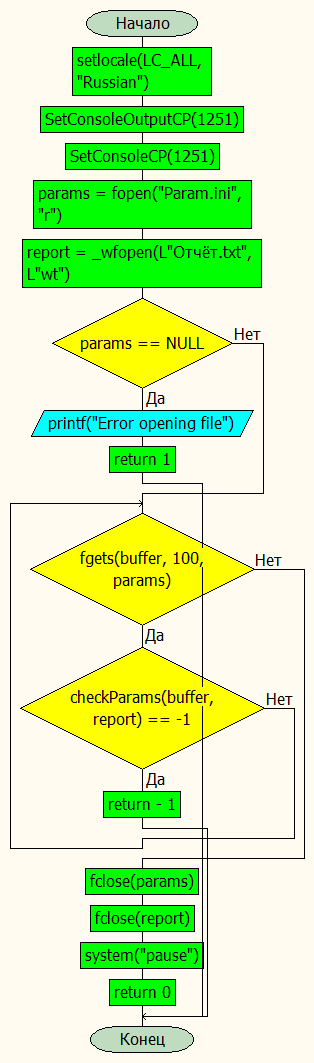 Начало
setlocale(LC_ALL,
"Russian")
SetConsoleOutputCP(1251)
SetConsoleCP(1251)
params = fopen("Param.ini",
"r")
report = _wfopen(L"Отчёт.txt",
L"wt")
params == NULL
Нет
Да
printf("Error opening file")
return 1
fgets(buffer, 100,
params)
Нет
Да
checkParams(buffer,
report) == -1
Нет
Да
return - 1
fclose(params)
fclose(report)
system("pause")
return 0
Конец